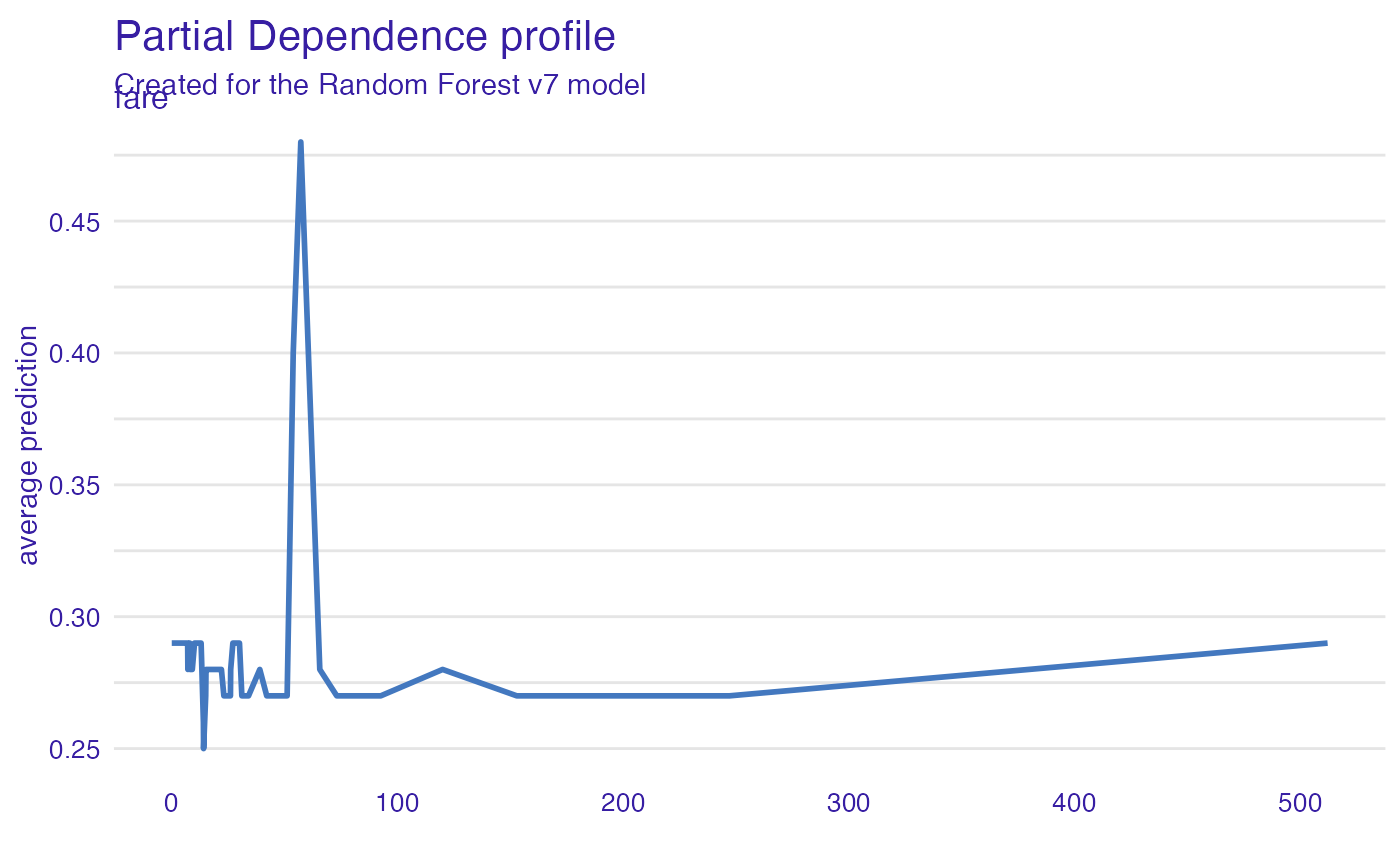 Partial Dependence profile
Created for the Random Forest v7 model
fare
average prediction
0.45
0.40
0.35
0.30
0.25
0 100 200 300 400 500